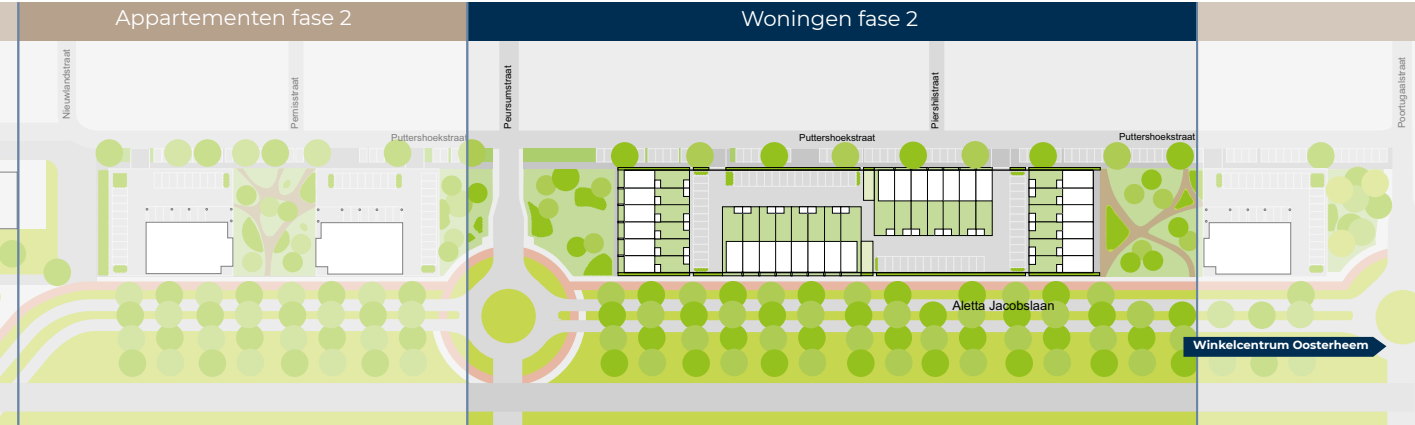 Appartementen fase 2
Woningen fase 2
Nieuwlandstraat
Pernisstraat
Peursumstraat
Piershilstraat
Poortugaalstraat
Puttershoekstraat
Puttershoekstraat
Puttershoekstraat
Aletta Jacobslaan
Winkelcentrum Oosterheem